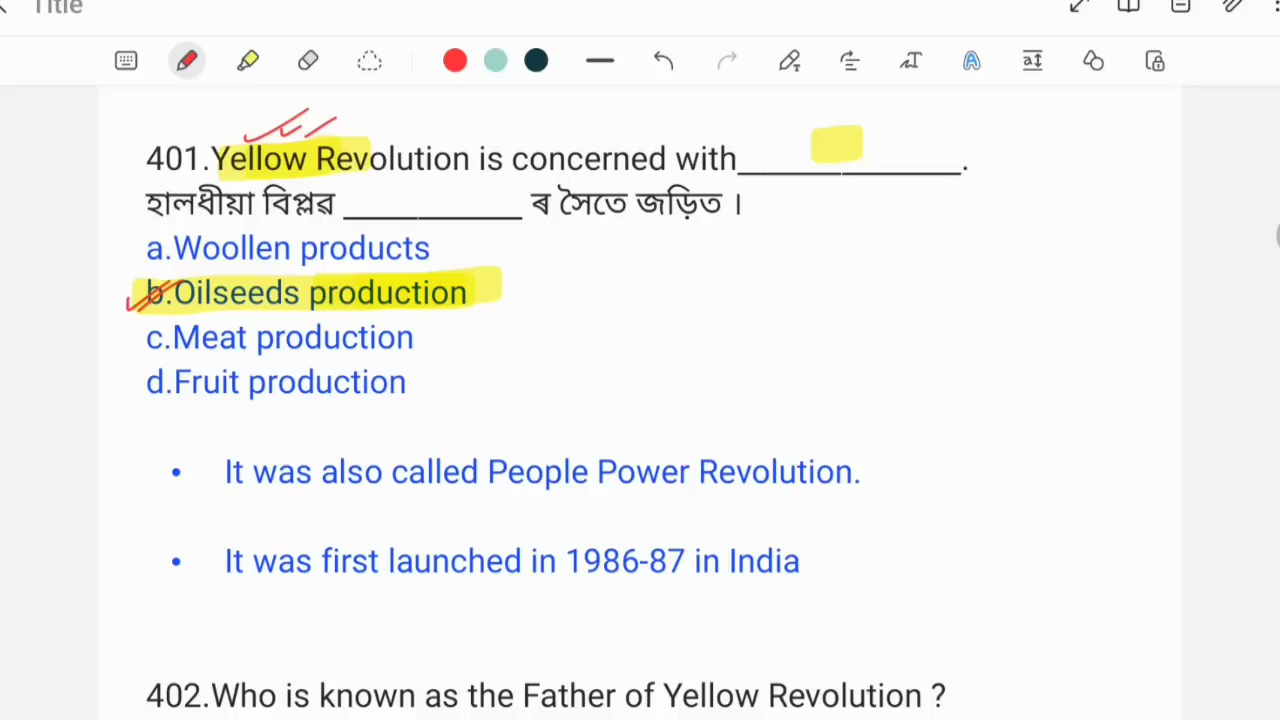 Title
401.Yellow Revolution is concerned with____________.
হালধীয়া বিপ্লৱ __________ ৰ সৈতে জড়িত ।
a.Woollen products
b.Oilseeds production
c.Meat production
d.Fruit production
• It was also called People Power Revolution.
• It was first launched in 1986-87 in India
402.Who is known as the Father of Yellow Revolution ?